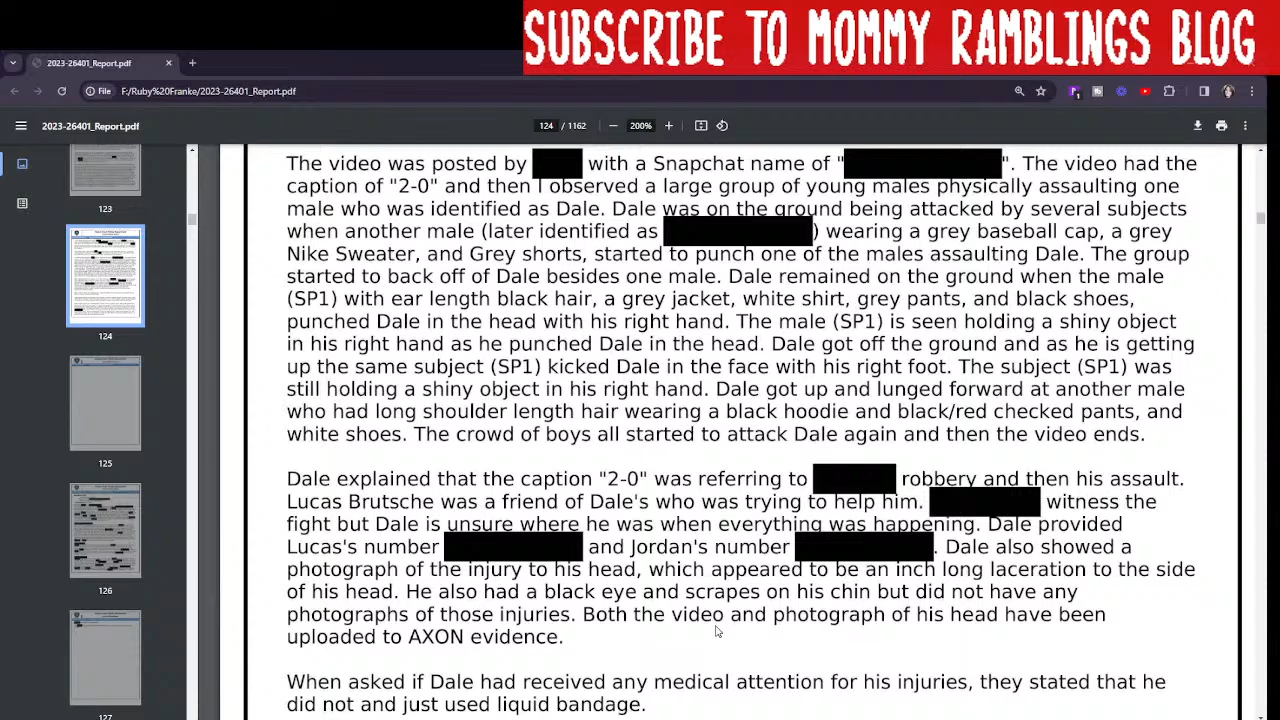 SUBSCRIBE TO MOMMY RAMBLINGS BLOG
2023-26401_Report.pdf
File F:/Ruby%20Franke/2023-26401_Report.pdf
2023-26401_Report.pdf 124 / 1162 200%
123
124
125
126
127
The video was posted by with a Snapchat name of " ". The video had the
caption of "2-0" and then I observed a large group of young males physically assaulting one
male who was identified as Dale. Dale was on the ground being attacked by several subjects
when another male (later identified as ) wearing a grey baseball cap, a grey
Nike Sweater, and Grey shorts, started to punch one of the males assaulting Dale. The group
started to back off of Dale besides one male. Dale remained on the ground when the male
(SP1) with ear length black hair, a grey jacket, white shirt, grey pants, and black shoes,
punched Dale in the head with his right hand. The male (SP1) is seen holding a shiny object
in his right hand as he punched Dale in the head. Dale got off the ground and as he is getting
up the same subject (SP1) kicked Dale in the face with his right foot. The subject (SP1) was
still holding a shiny object in his right hand. Dale got up and lunged forward at another male
who had long shoulder length hair wearing a black hoodie and black/red checked pants, and
white shoes. The crowd of boys all started to attack Dale again and then the video ends.
Dale explained that the caption "2-0" was referring to robbery and then his assault.
Lucas Brutsche was a friend of Dale's who was trying to help him. witness the
fight but Dale is unsure where he was when everything was happening. Dale provided
Lucas's number and Jordan's number . Dale also showed a
photograph of the injury to his head, which appeared to be an inch long laceration to the side
of his head. He also had a black eye and scrapes on his chin but did not have any
photographs of those injuries. Both the video and photograph of his head have been
uploaded to AXON evidence.
When asked if Dale had received any medical attention for his injuries, they stated that he
did not and just used liquid bandage.